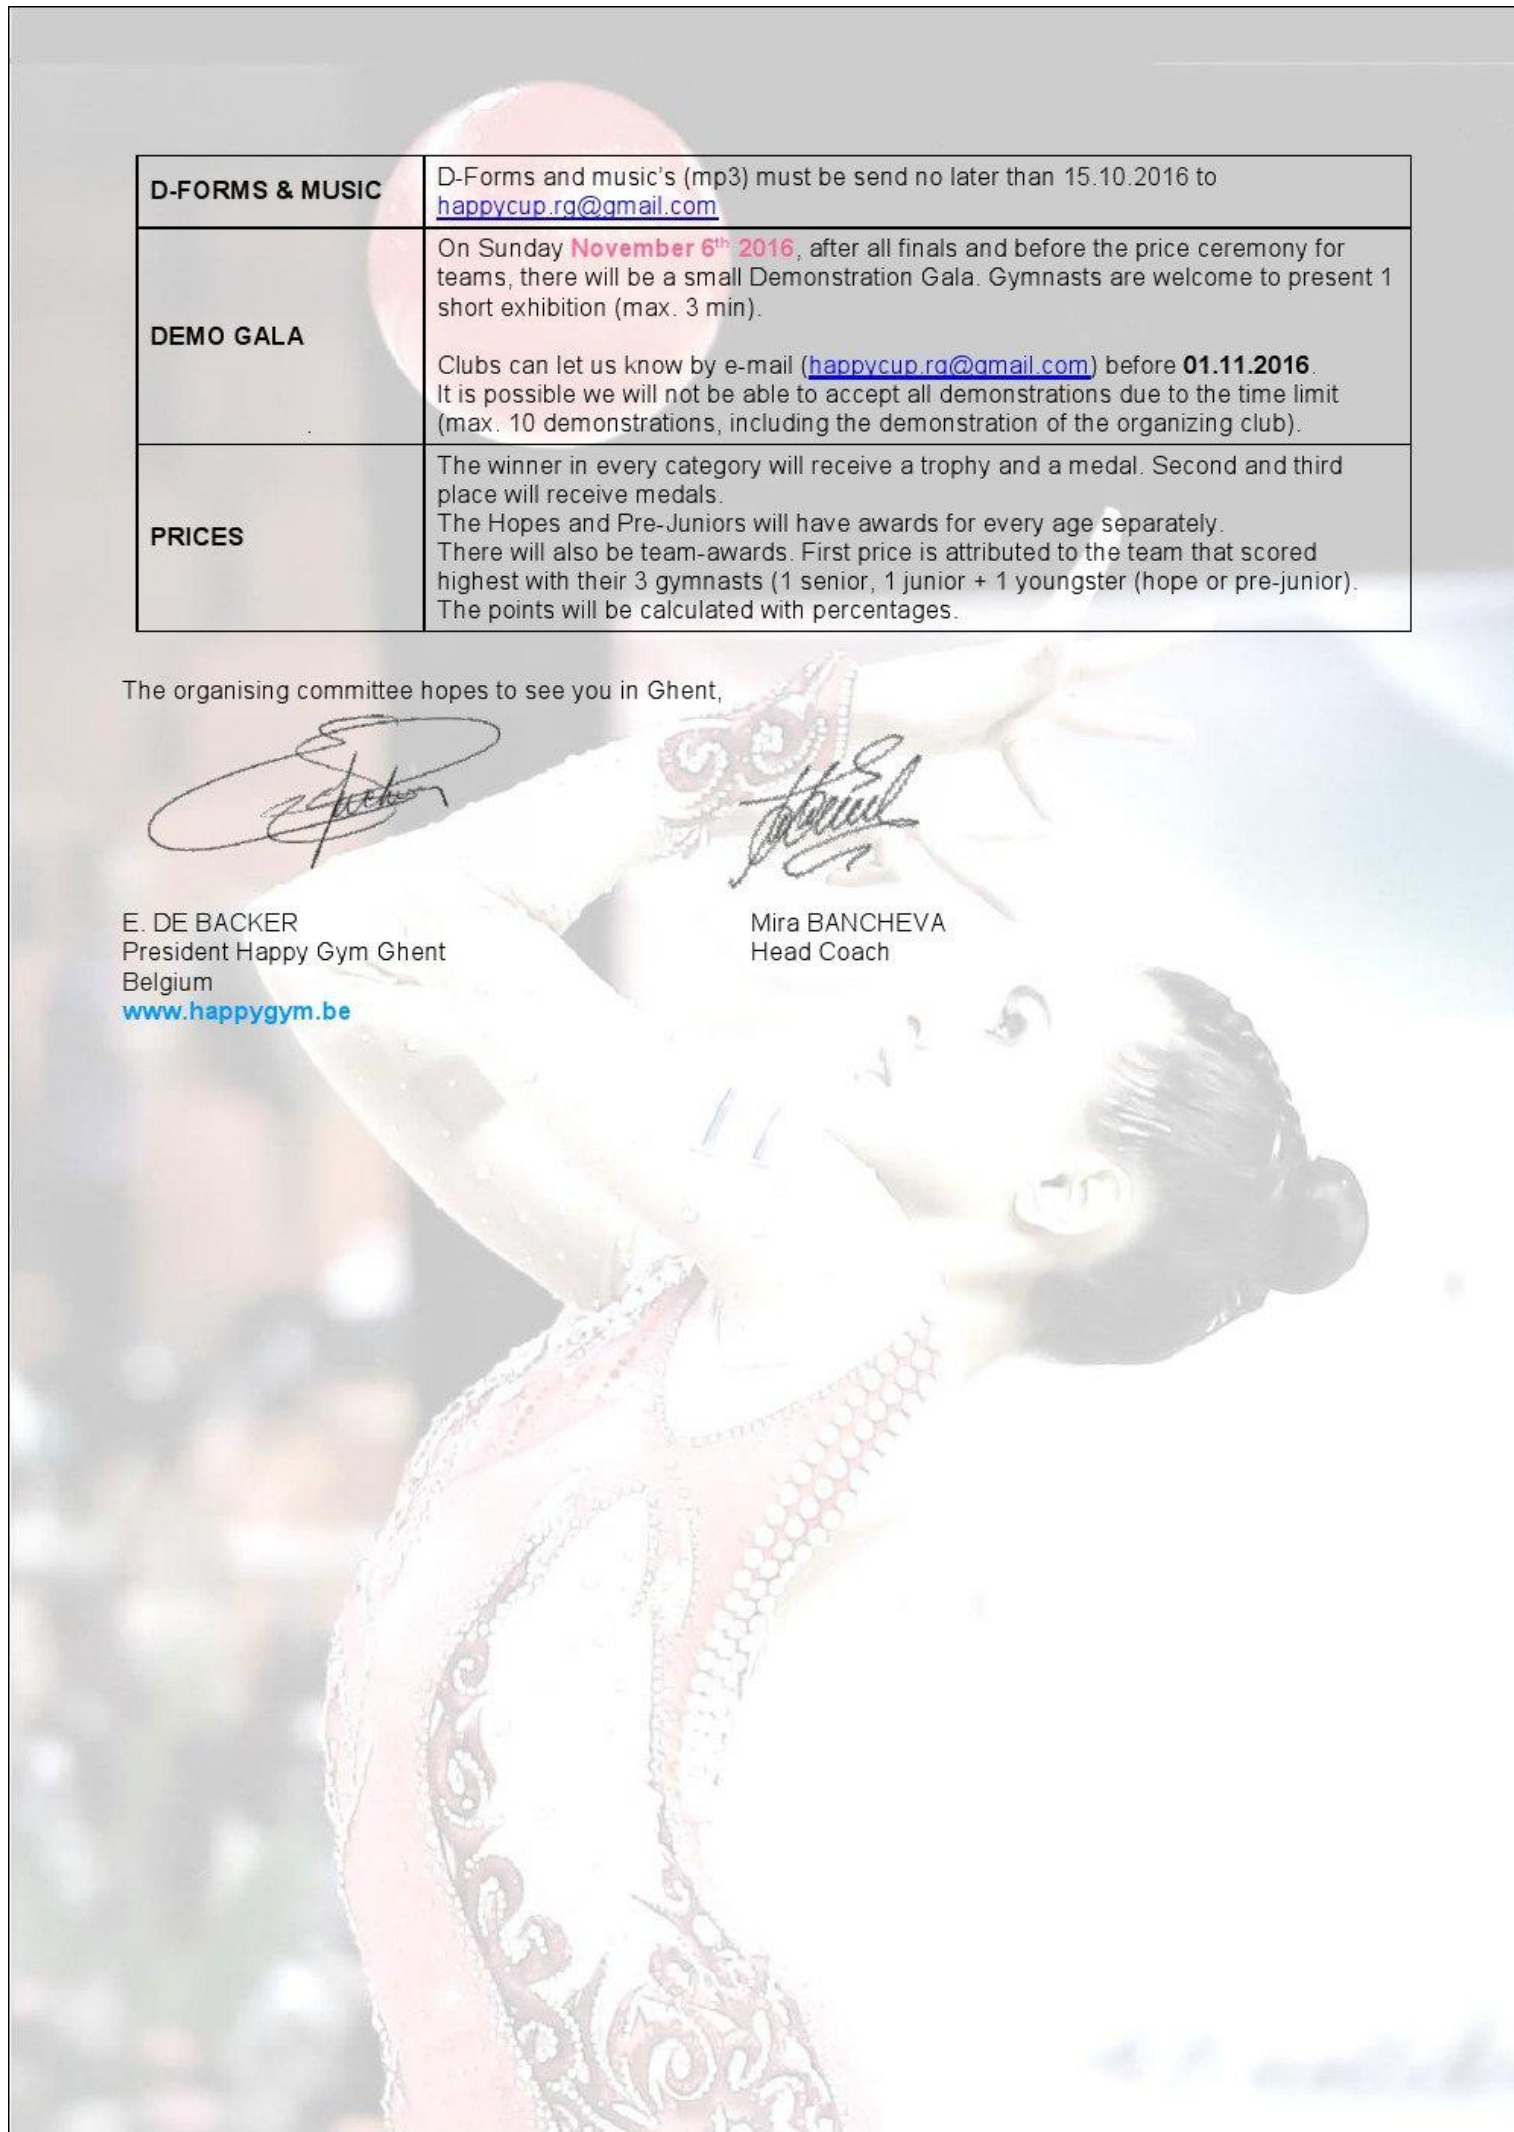 D-FORMS & MUSIC
D-Forms and music's (mp3) must be send no later than 15.10.2016 to
happycup.rg@gmail.com
DEMO GALA
On Sunday November 6th 2016, after all finals and before the price ceremony for
teams, there will be a small Demonstration Gala. Gymnasts are welcome to present 1
short exhibition (max. 3 min).
Clubs can let us know by e-mail (happycup.rg@gmail.com) before 01.11.2016.
It is possible we will not be able to accept all demonstrations due to the time limit
(max. 10 demonstrations, including the demonstration of the organizing club).
PRICES
The winner in every category will receive a trophy and a medal. Second and third
place will receive medals.
The Hopes and Pre-Juniors will have awards for every age separately.
There will also be team-awards. First price is attributed to the team that scored
highest with their 3 gymnasts (1 senior, 1 junior + 1 youngster (hope or pre-junior).
The points will be calculated with percentages.
The organising committee hopes to see you in Ghent,
E. DE BACKER
President Happy Gym Ghent
Belgium
www.happygym.be
Mira BANCHEVA
Head Coach